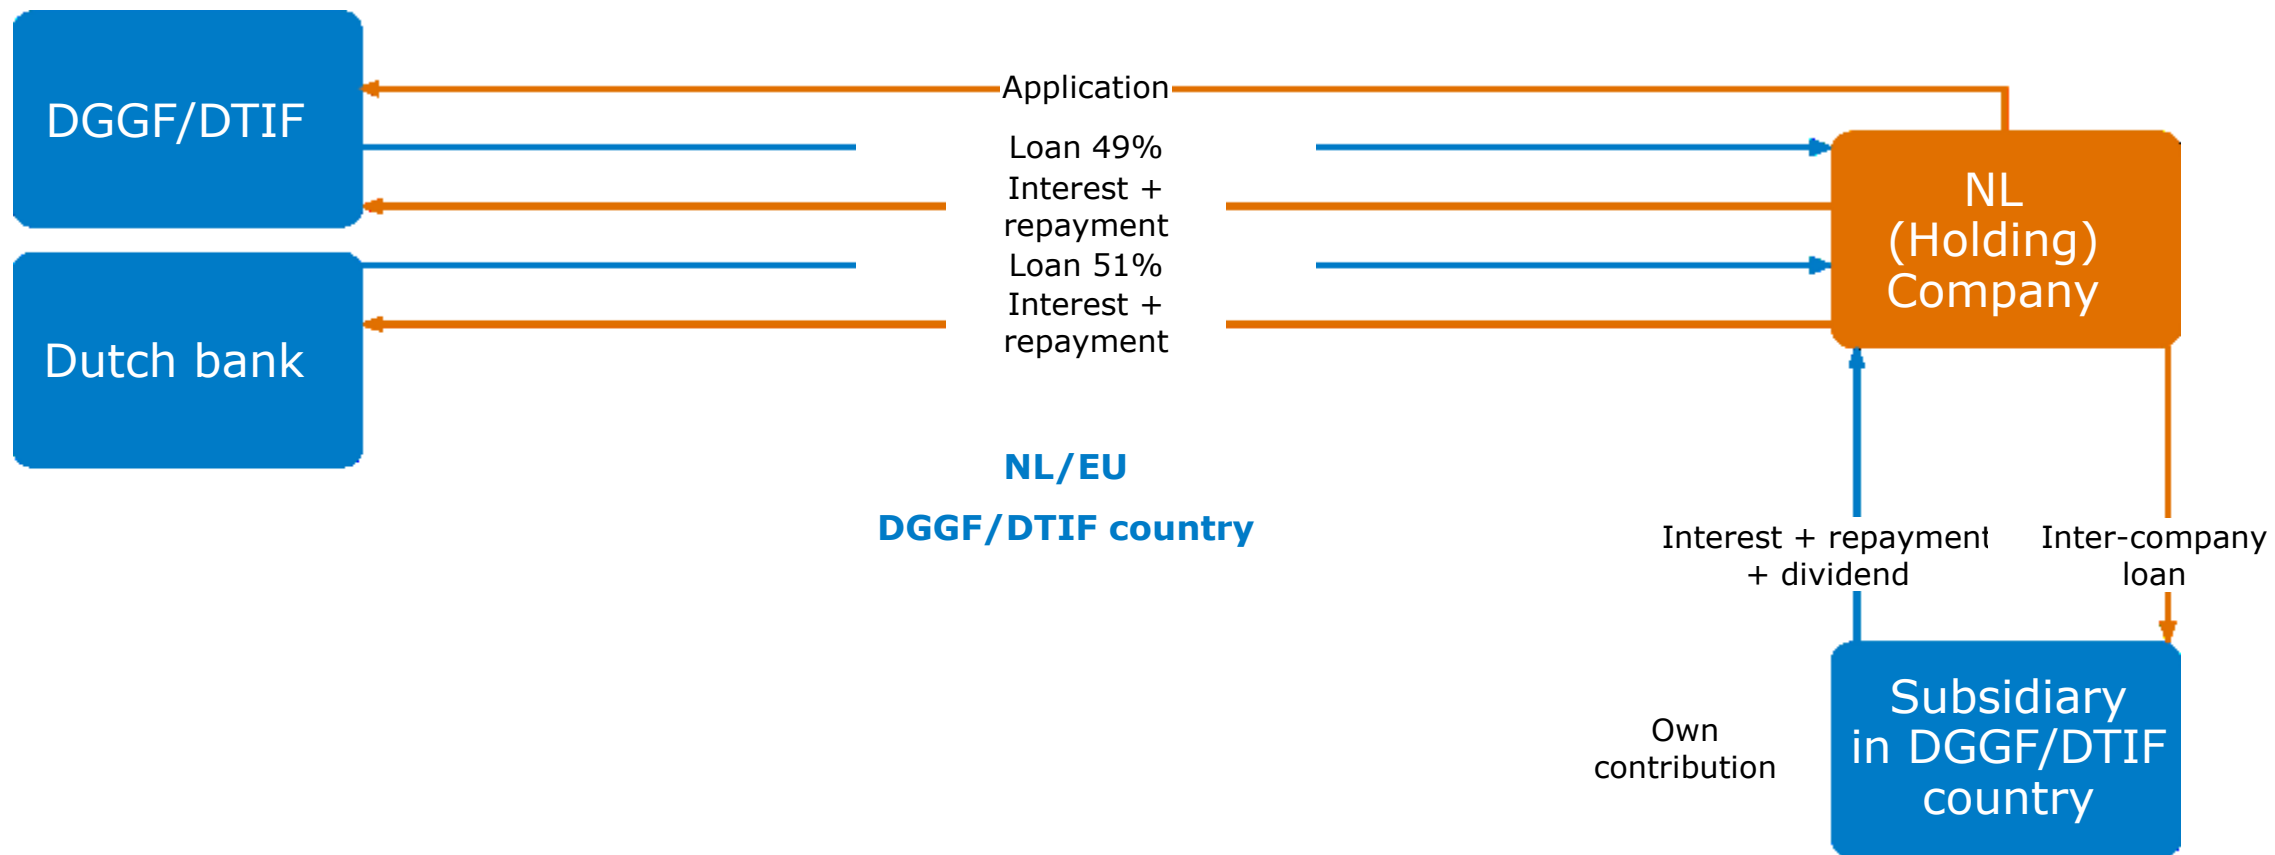 DGGF/DTIF
Application
Loan 49%
Interest +
repayment
Loan 51%
Interest +
repayment
NL
(Holding)
Company
Dutch bank
NL/EU
DGGF/DTIF country
Interest + repayment
+ dividend
Inter-company
loan
Own
contribution
Subsidiary
in DGGF/DTIF
country